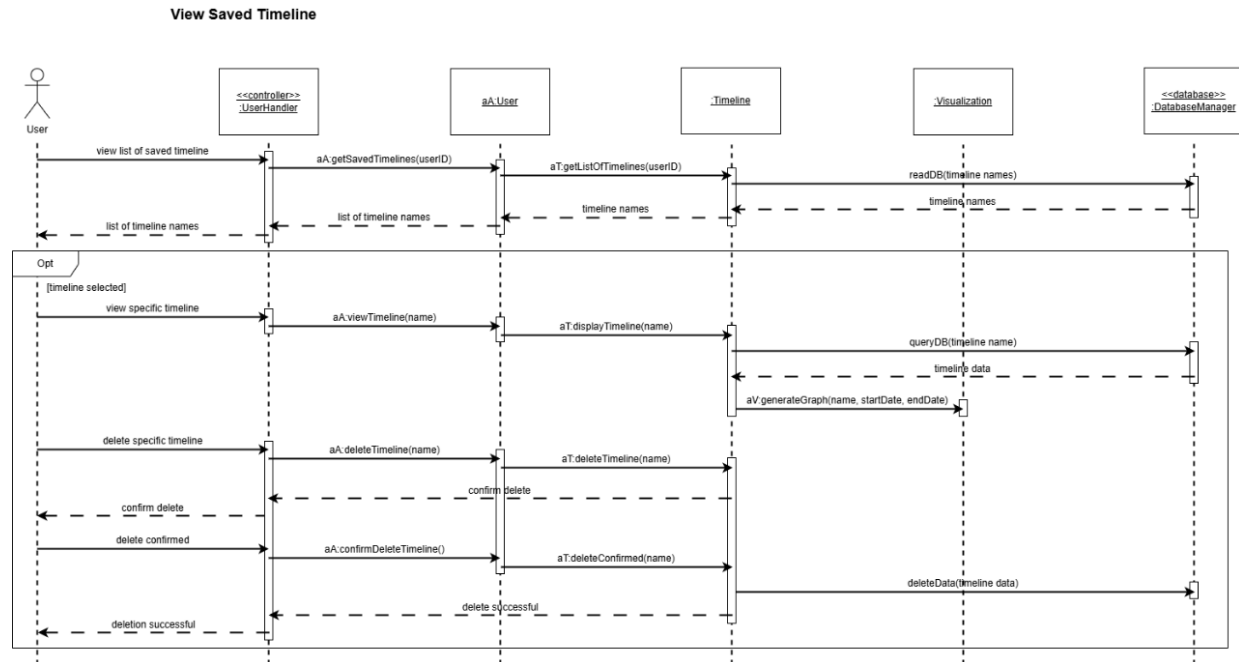 View Saved Timeline
User
<<controller>>
:UserHandler
aA:User
:Timeline
:Visualization
<<database>>
:DatabaseManager
view list of saved timeline
aA:getSavedTimelines(userID)
aT:getListOfTimelines(userID)
readDB(timeline names)
timeline names
timeline names
list of timeline names
list of timeline names
Opt
[timeline selected]
view specific timeline
aA:viewTimeline(name)
aT:displayTimeline(name)
queryDB(timeline name)
timeline data
aV:generateGraph(name, startDate, endDate)
delete specific timeline
aA:deleteTimeline(name)
aT:deleteTimeline(name)
confirm delete
confirm delete
delete confirmed
aA:confirmDeleteTimeline()
aT:deleteConfirmed(name)
deleteData(timeline data)
delete successful
deletion successful